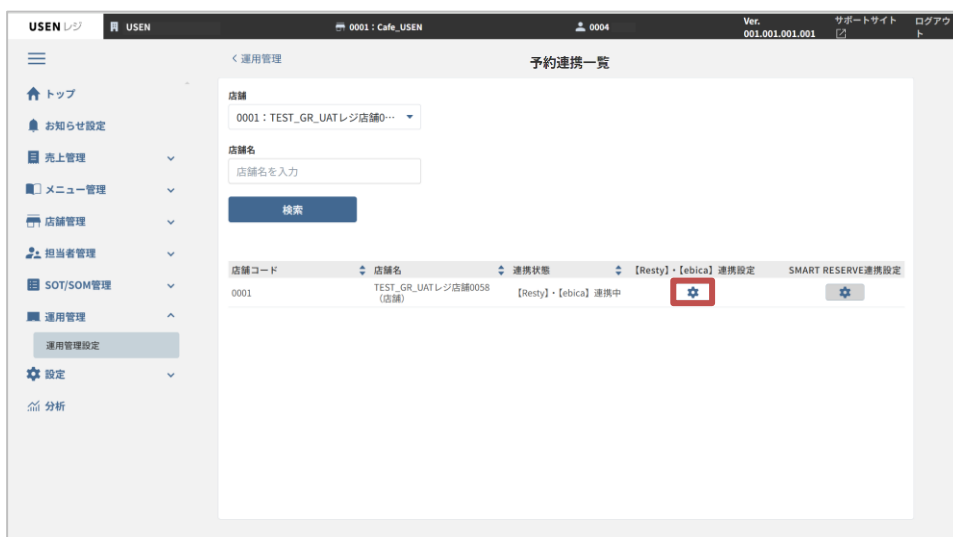 USEN レジ
USEN
0001：Cafe_USEN
0004
Ver.
001.001.001.001
サポートサイト
ログアウ
ト
く運用管理
予約連携一覧
トップ
お知らせ設定
売上管理
メニュー管理
店舗管理
担当者管理
SOT/SOM管理
運用管理
運用管理設定
設定
分析
店舗
0001：TEST_GR_UATレジ店舗0…
店舗名
店舗名を入力
検索
店舗コード 店舗名 連携状態 【Resty】・【ebica】連携設定 SMART RESERVE連携設定
0001 TEST_GR_UATレジ店舗0058
（店舗） 【Resty】・【ebica】連携中